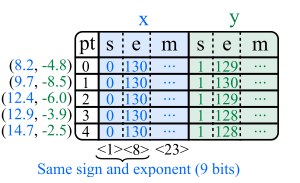 x y
pt s e m s e m
(8.2, -4.8) 0 0 130 ... 1 129 ...
(9.7, -8.5) 1 0 130 ... 1 130 ...
(12.4, -6.0) 2 0 130 ... 1 129 ...
(12.9, -3.9) 3 0 130 ... 1 128 ...
(14.7, -2.5) 4 0 130 ... 1 128 ...
<1><8> <23>
Same sign and exponent (9 bits)